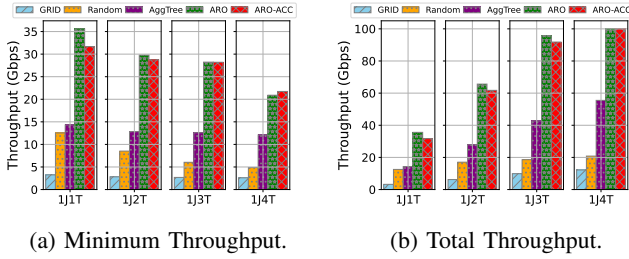 GRID Random AggTree ARO ARO-ACC
Throughput (Gbps)
35
30
25
20
15
10
5
0
1J1T 1J2T 1J3T 1J4T
(a) Minimum Throughput.
GRID Random AggTree ARO ARO-ACC
Throughput (Gbps)
100
80
60
40
20
0
1J1T 1J2T 1J3T 1J4T
(b) Total Throughput.